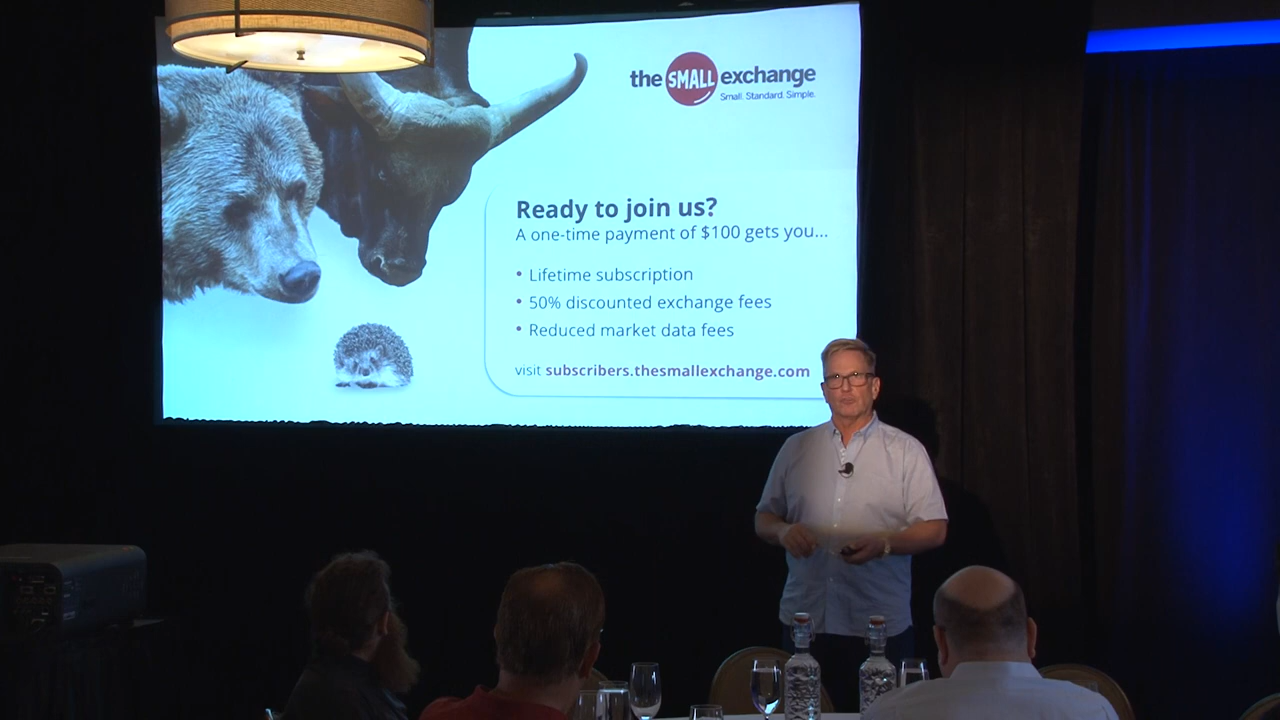 the SMALL exchange
Small. Standard. Simple.
Ready to join us?
A one-time payment of $100 gets you...
• Lifetime subscription
• 50% discounted exchange fees
• Reduced market data fees
visit subscribers.thesmallexchange.com